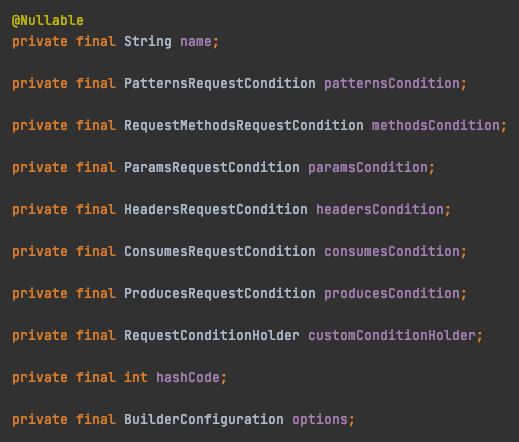 @Nullable
private final String name;
private final PatternsRequestCondition patternsCondition;
private final RequestMethodsRequestCondition methodsCondition;
private final ParamsRequestCondition paramsCondition;
private final HeadersRequestCondition headersCondition;
private final ConsumesRequestCondition consumesCondition;
private final ProducesRequestCondition producesCondition;
private final RequestConditionHolder customConditionHolder;
private final int hashCode;
private final BuilderConfiguration options;